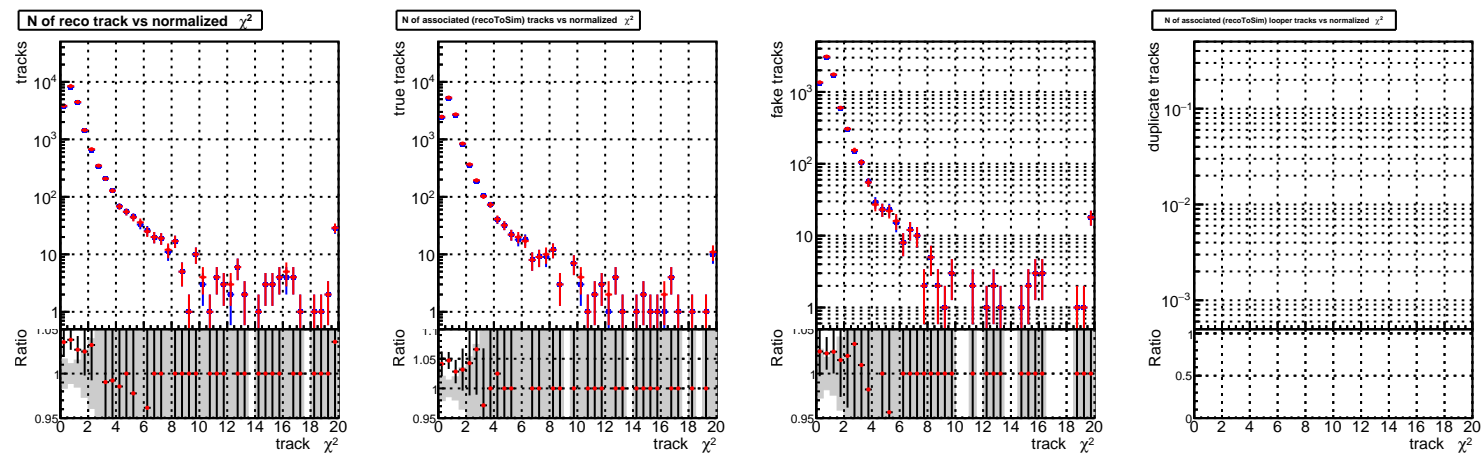 N of reco track vs normalized χ²
tracks
10⁴
10³
10²
10
1
Ratio
1.05
1
0.95
0 2 4 6 8 10 12 14 16 18 20
track χ²
N of associated (recoToSim) tracks vs normalized χ²
true tracks
10⁴
10³
10²
10
1
Ratio
1.1
1.05
1
0.95
0 2 4 6 8 10 12 14 16 18 20
track χ²
fake tracks
10³
10²
10
1
Ratio
1.05
1
0.95
0 2 4 6 8 10 12 14 16 18 20
track χ²
N of associated (recoToSim) looper tracks vs normalized χ²
duplicate tracks
10⁻¹
10⁻²
10⁻³
Ratio
1
0.5
0
0 2 4 6 8 10 12 14 16 18 20
track χ²